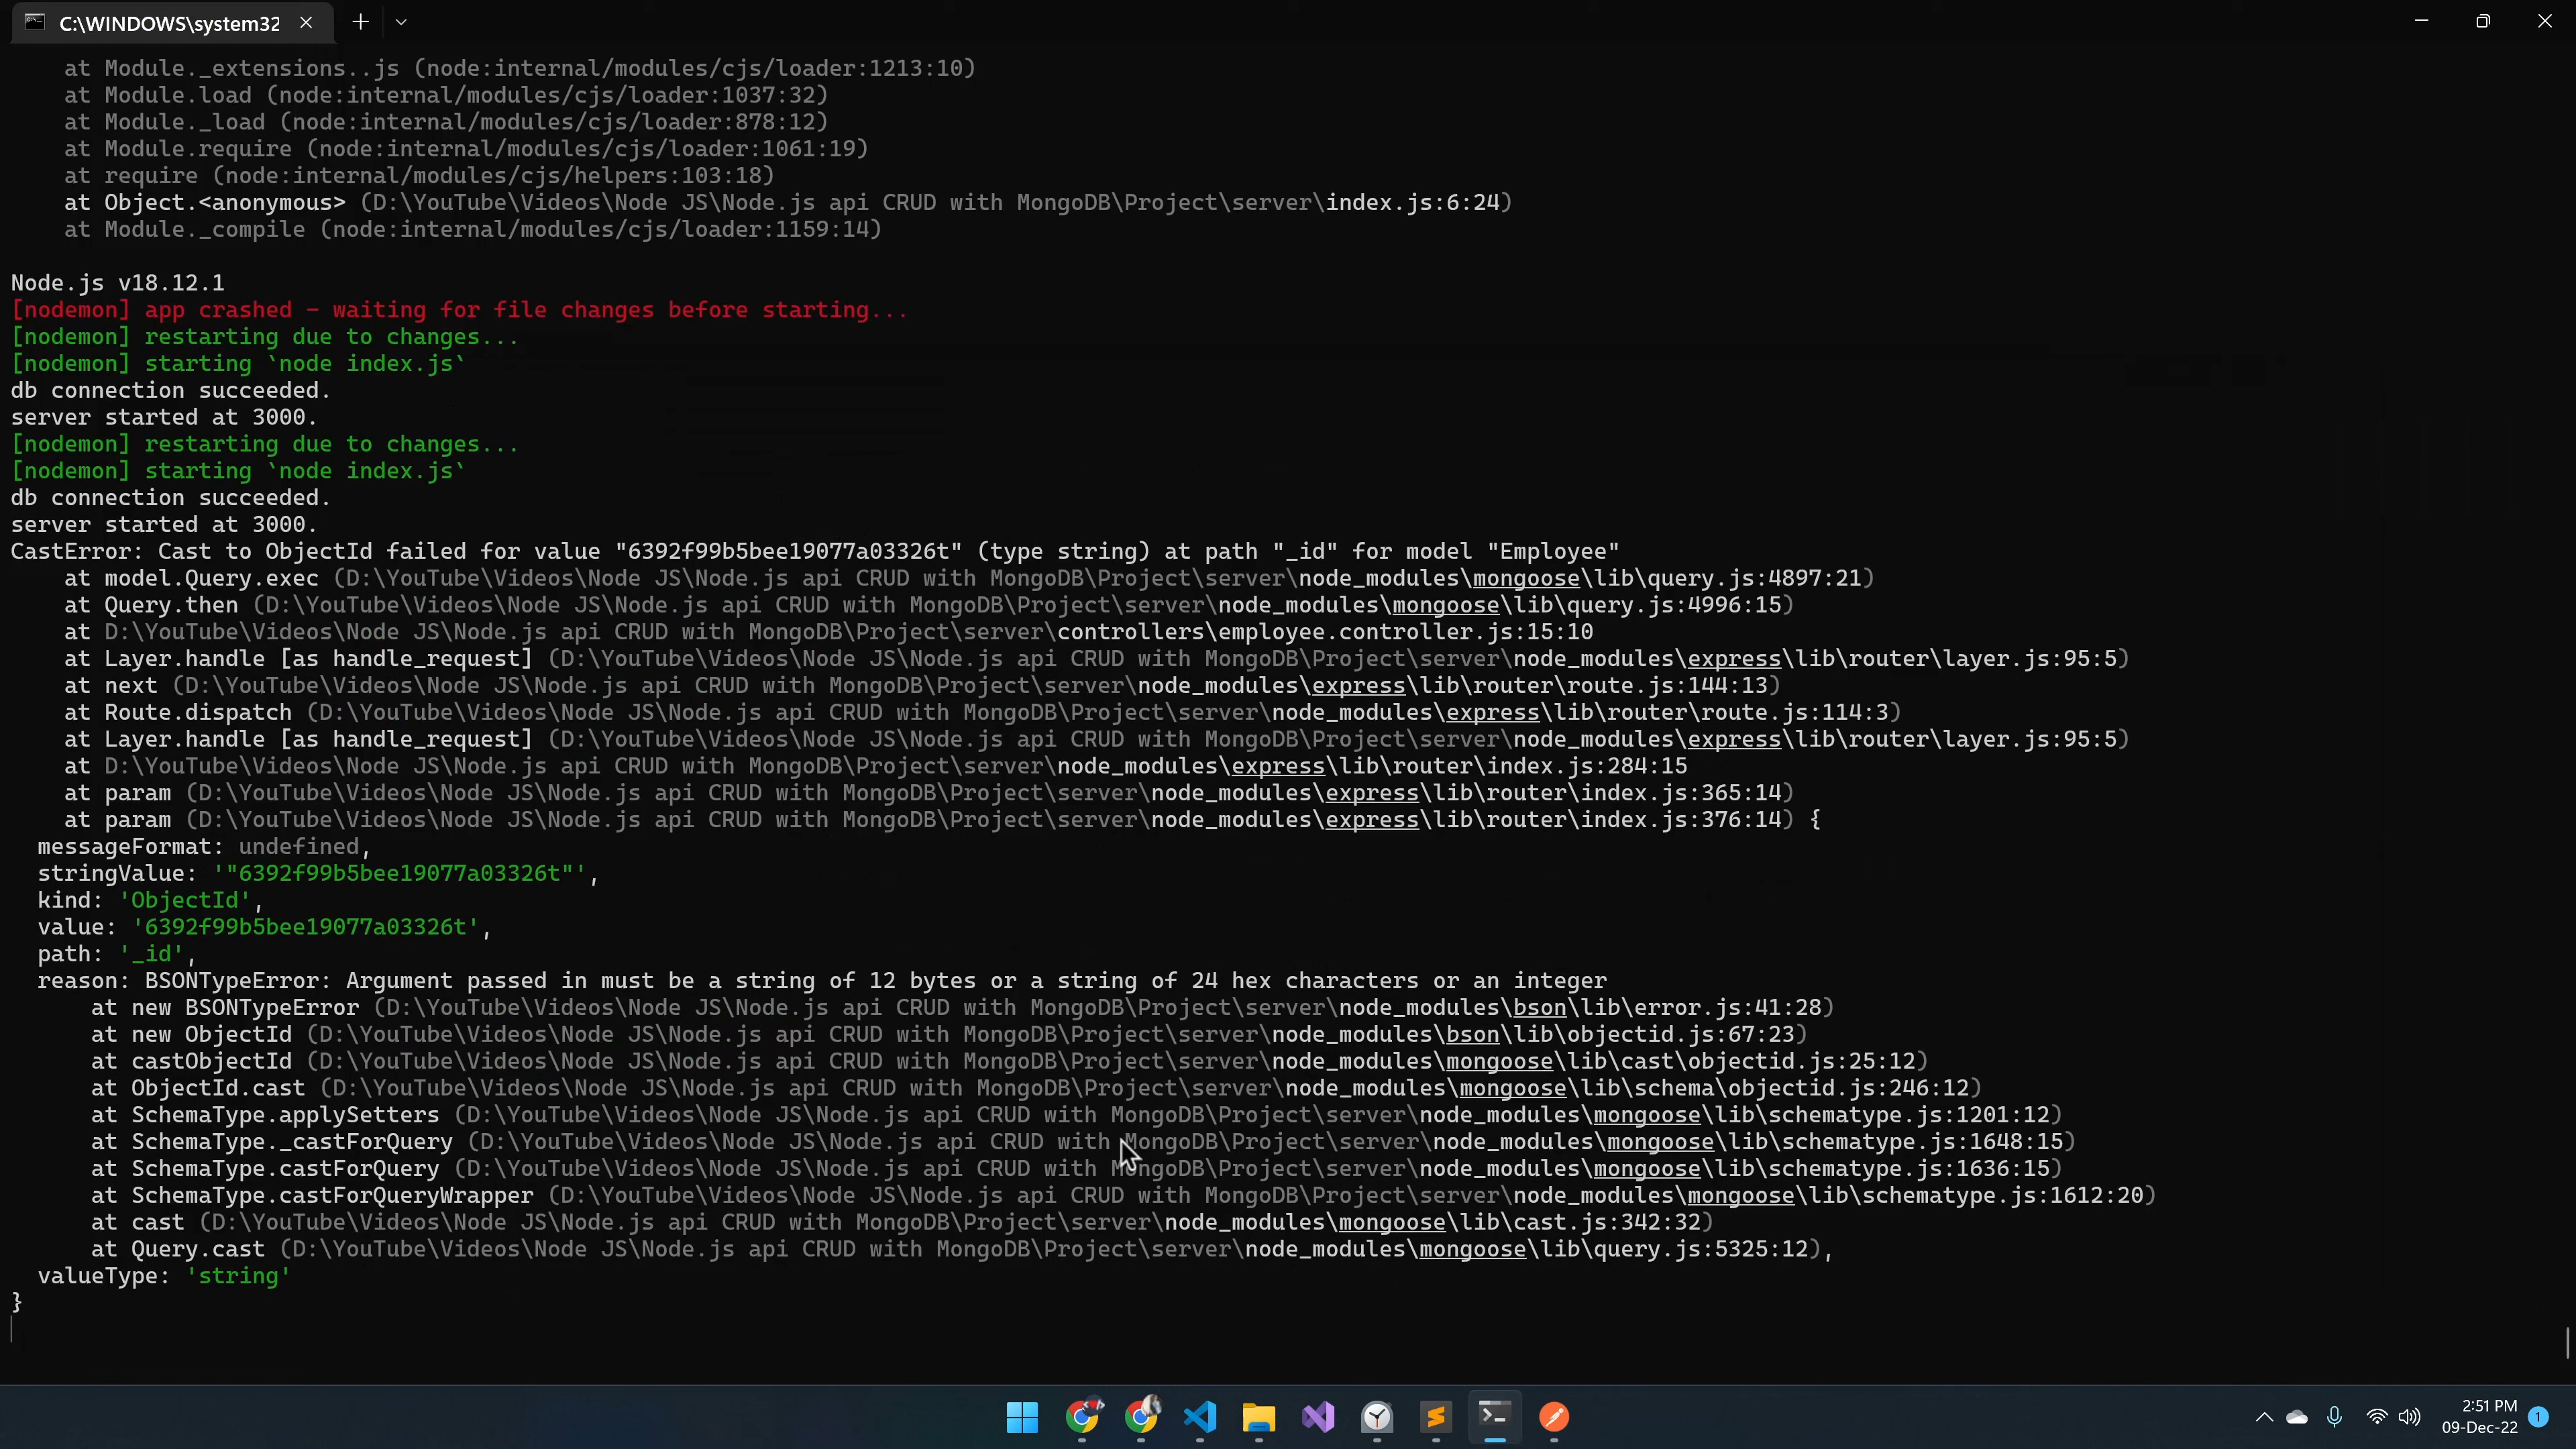 C:\WINDOWS\system32
    at Module._extensions..js (node:internal/modules/cjs/loader:1213:10)
    at Module.load (node:internal/modules/cjs/loader:1037:32)
    at Module._load (node:internal/modules/cjs/loader:878:12)
    at Module.require (node:internal/modules/cjs/loader:1061:19)
    at require (node:internal/modules/cjs/helpers:103:18)
    at Object.<anonymous> (D:\YouTube\Videos\Node JS\Node.js api CRUD with MongoDB\Project\server\index.js:6:24)
    at Module._compile (node:internal/modules/cjs/loader:1159:14)
Node.js v18.12.1
[nodemon] app crashed - waiting for file changes before starting...
[nodemon] restarting due to changes...
[nodemon] starting `node index.js`
db connection succeeded.
server started at 3000.
[nodemon] restarting due to changes...
[nodemon] starting `node index.js`
db connection succeeded.
server started at 3000.
CastError: Cast to ObjectId failed for value "6392f99b5bee19077a03326t" (type string) at path "_id" for model "Employee"
    at model.Query.exec (D:\YouTube\Videos\Node JS\Node.js api CRUD with MongoDB\Project\server\node_modules\mongoose\lib\query.js:4897:21)
    at Query.then (D:\YouTube\Videos\Node JS\Node.js api CRUD with MongoDB\Project\server\node_modules\mongoose\lib\query.js:4996:15)
    at D:\YouTube\Videos\Node JS\Node.js api CRUD with MongoDB\Project\server\controllers\employee.controller.js:15:10
    at Layer.handle [as handle_request] (D:\YouTube\Videos\Node JS\Node.js api CRUD with MongoDB\Project\server\node_modules\express\lib\router\layer.js:95:5)
    at next (D:\YouTube\Videos\Node JS\Node.js api CRUD with MongoDB\Project\server\node_modules\express\lib\router\route.js:144:13)
    at Route.dispatch (D:\YouTube\Videos\Node JS\Node.js api CRUD with MongoDB\Project\server\node_modules\express\lib\router\route.js:114:3)
    at Layer.handle [as handle_request] (D:\YouTube\Videos\Node JS\Node.js api CRUD with MongoDB\Project\server\node_modules\express\lib\router\layer.js:95:5)
    at D:\YouTube\Videos\Node JS\Node.js api CRUD with MongoDB\Project\server\node_modules\express\lib\router\index.js:284:15
    at param (D:\YouTube\Videos\Node JS\Node.js api CRUD with MongoDB\Project\server\node_modules\express\lib\router\index.js:365:14)
    at param (D:\YouTube\Videos\Node JS\Node.js api CRUD with MongoDB\Project\server\node_modules\express\lib\router\index.js:376:14) {
  messageFormat: undefined,
  stringValue: '"6392f99b5bee19077a03326t"',
  kind: 'ObjectId',
  value: '6392f99b5bee19077a03326t',
  path: '_id',
  reason: BSONTypeError: Argument passed in must be a string of 12 bytes or a string of 24 hex characters or an integer
      at new BSONTypeError (D:\YouTube\Videos\Node JS\Node.js api CRUD with MongoDB\Project\server\node_modules\bson\lib\error.js:41:28)
      at new ObjectId (D:\YouTube\Videos\Node JS\Node.js api CRUD with MongoDB\Project\server\node_modules\bson\lib\objectid.js:67:23)
      at castObjectId (D:\YouTube\Videos\Node JS\Node.js api CRUD with MongoDB\Project\server\node_modules\mongoose\lib\cast\objectid.js:25:12)
      at ObjectId.cast (D:\YouTube\Videos\Node JS\Node.js api CRUD with MongoDB\Project\server\node_modules\mongoose\lib\schema\objectid.js:246:12)
      at SchemaType.applySetters (D:\YouTube\Videos\Node JS\Node.js api CRUD with MongoDB\Project\server\node_modules\mongoose\lib\schematype.js:1201:12)
      at SchemaType._castForQuery (D:\YouTube\Videos\Node JS\Node.js api CRUD with MongoDB\Project\server\node_modules\mongoose\lib\schematype.js:1648:15)
      at SchemaType.castForQuery (D:\YouTube\Videos\Node JS\Node.js api CRUD with MongoDB\Project\server\node_modules\mongoose\lib\schematype.js:1636:15)
      at SchemaType.castForQueryWrapper (D:\YouTube\Videos\Node JS\Node.js api CRUD with MongoDB\Project\server\node_modules\mongoose\lib\schematype.js:1612:20)
      at cast (D:\YouTube\Videos\Node JS\Node.js api CRUD with MongoDB\Project\server\node_modules\mongoose\lib\cast.js:342:32)
      at Query.cast (D:\YouTube\Videos\Node JS\Node.js api CRUD with MongoDB\Project\server\node_modules\mongoose\lib\query.js:5325:12),
  valueType: 'string'
}
2:51 PM
09-Dec-22
1